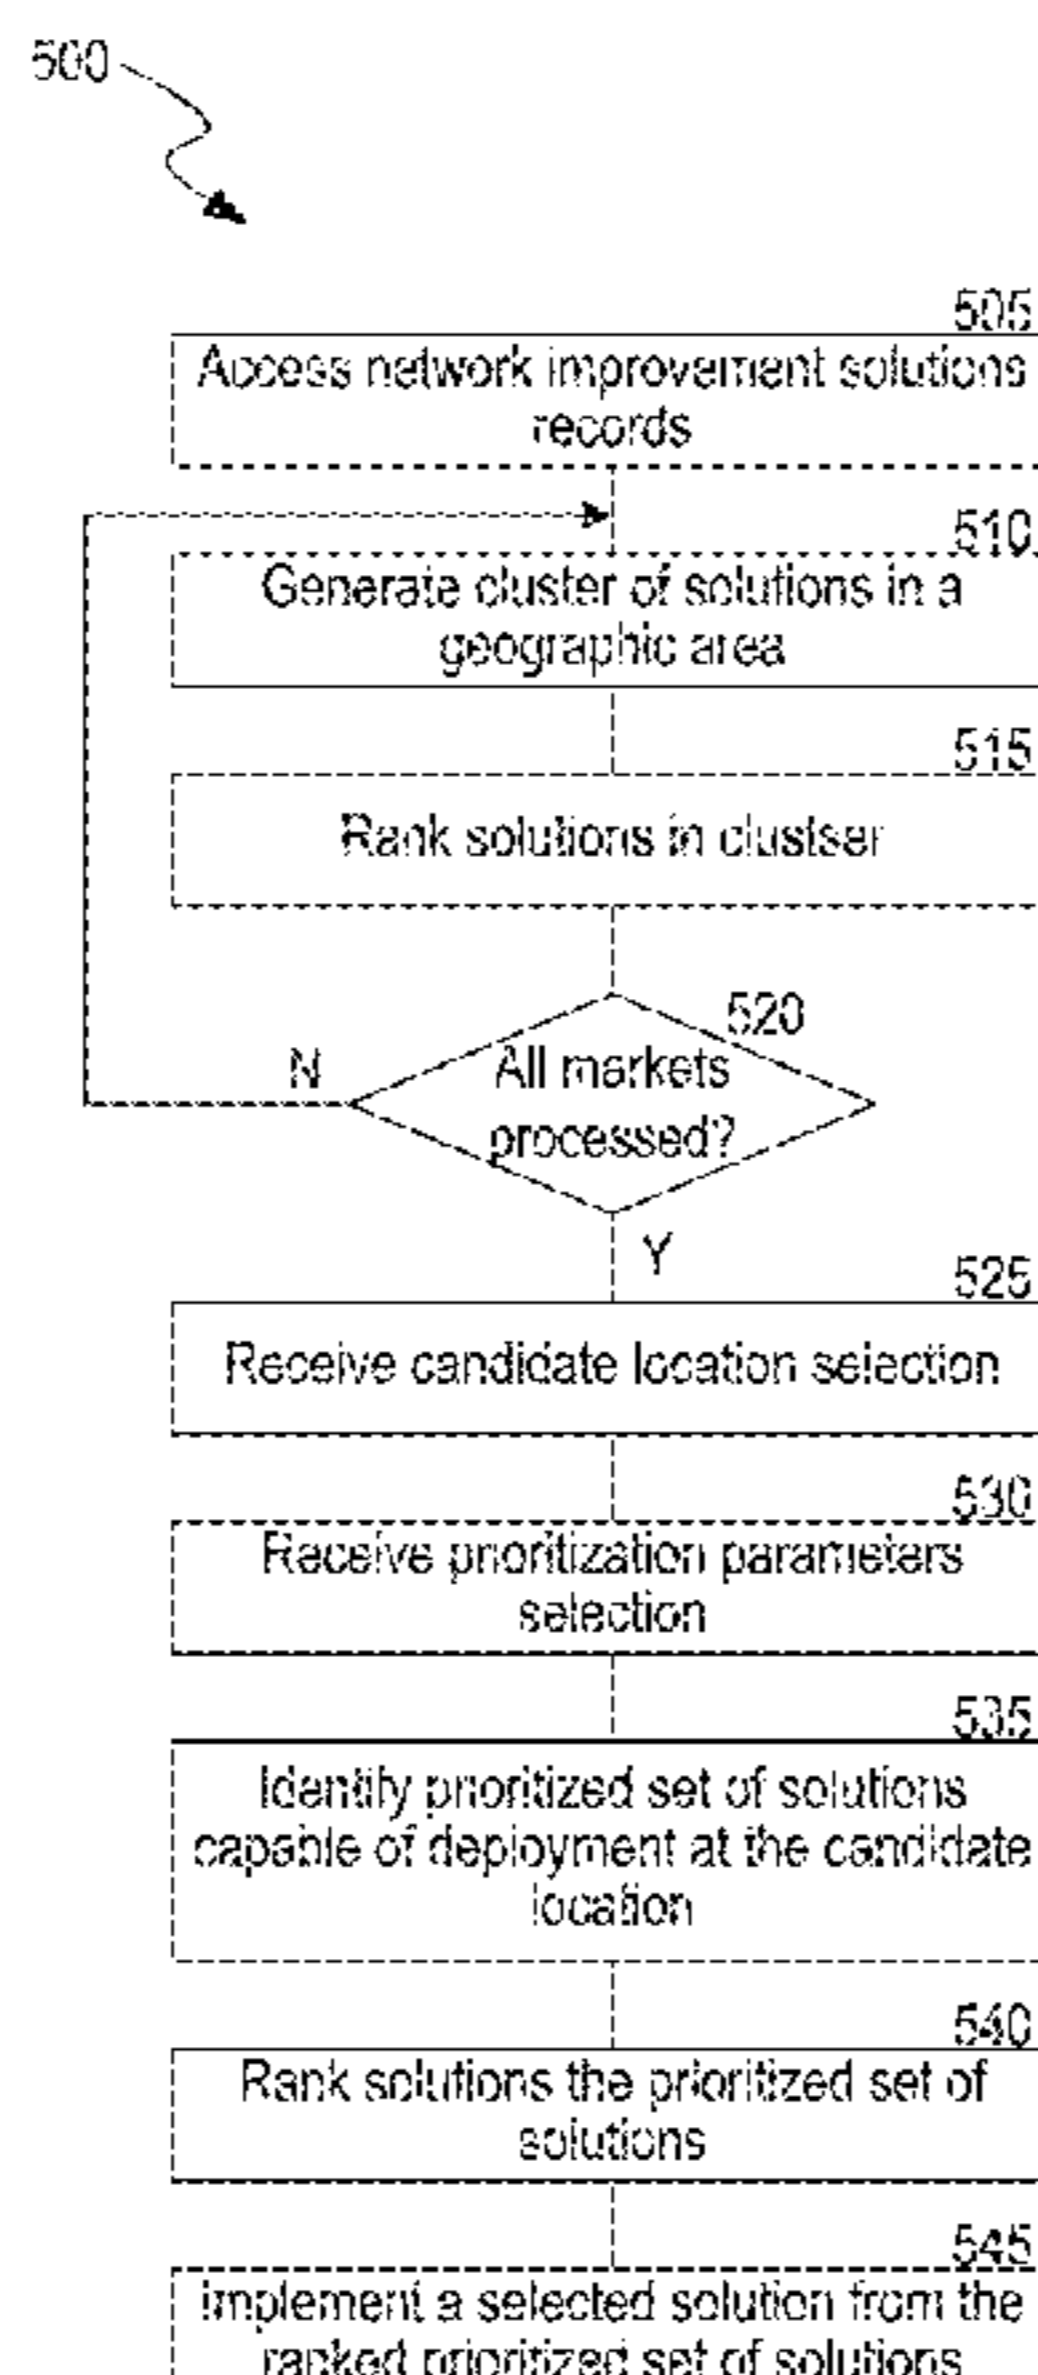 500
505
Access network improvement solutions
records
510
Generate cluster of solutions in a
geographic area
515
Rank solutions in clustser
520
All markets
processed?
N
Y
525
Receive candidate location selection
530
Receive prioritization parameters
selection
535
Identify prioritized set of solutions
capable of deployment at the candidate
location
540
Rank solutions the prioritized set of
solutions
545
implement a selected solution from the
ranked prioritized set of solutions